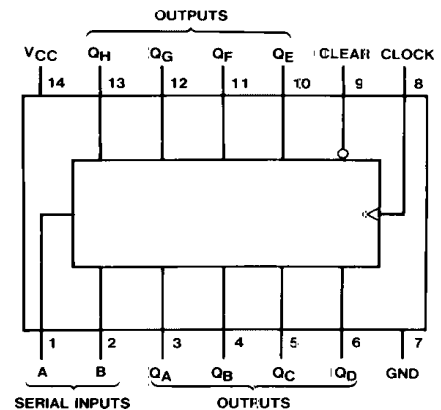 OUTPUTS
VCC QH QG QF QE CLEAR CLOCK
14 13 12 11 10 9 8
1 2 3 4 5 6 7
A B QA QB QC QD GND
SERIAL INPUTS OUTPUTS